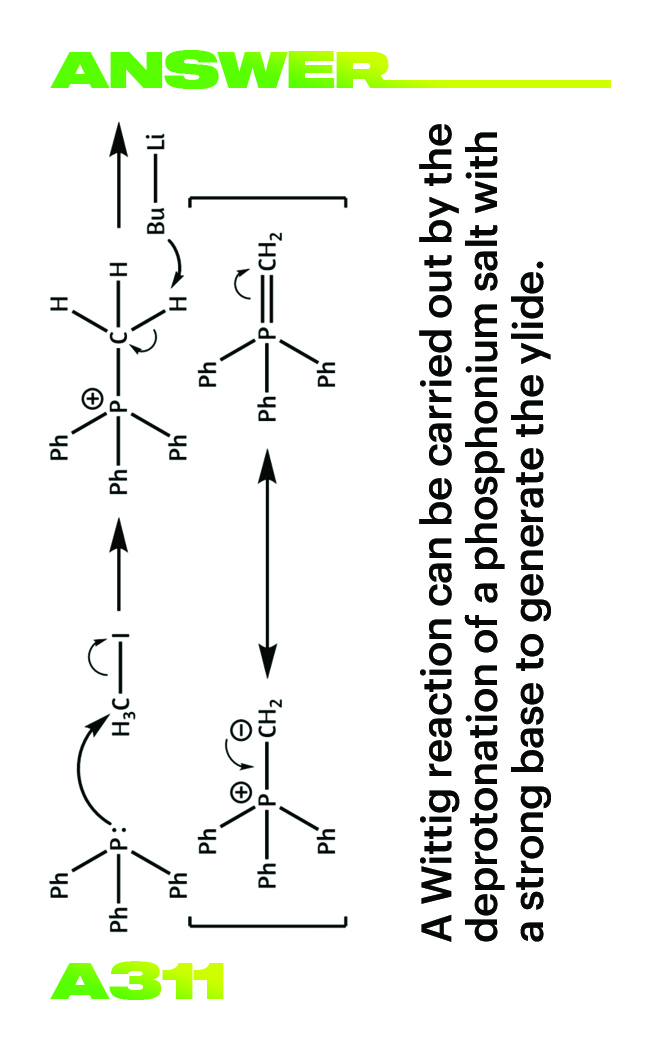 ANSWER
Ph Ph P: Ph H₃C I Ph Ph P ⊕ Ph H C H H Bu Li
Ph Ph P ⊕ Ph CH₂ ⊖ Ph Ph P Ph CH₂
A Wittig reaction can be carried out by the
deprotonation of a phosphonium salt with
a strong base to generate the ylide.
A311